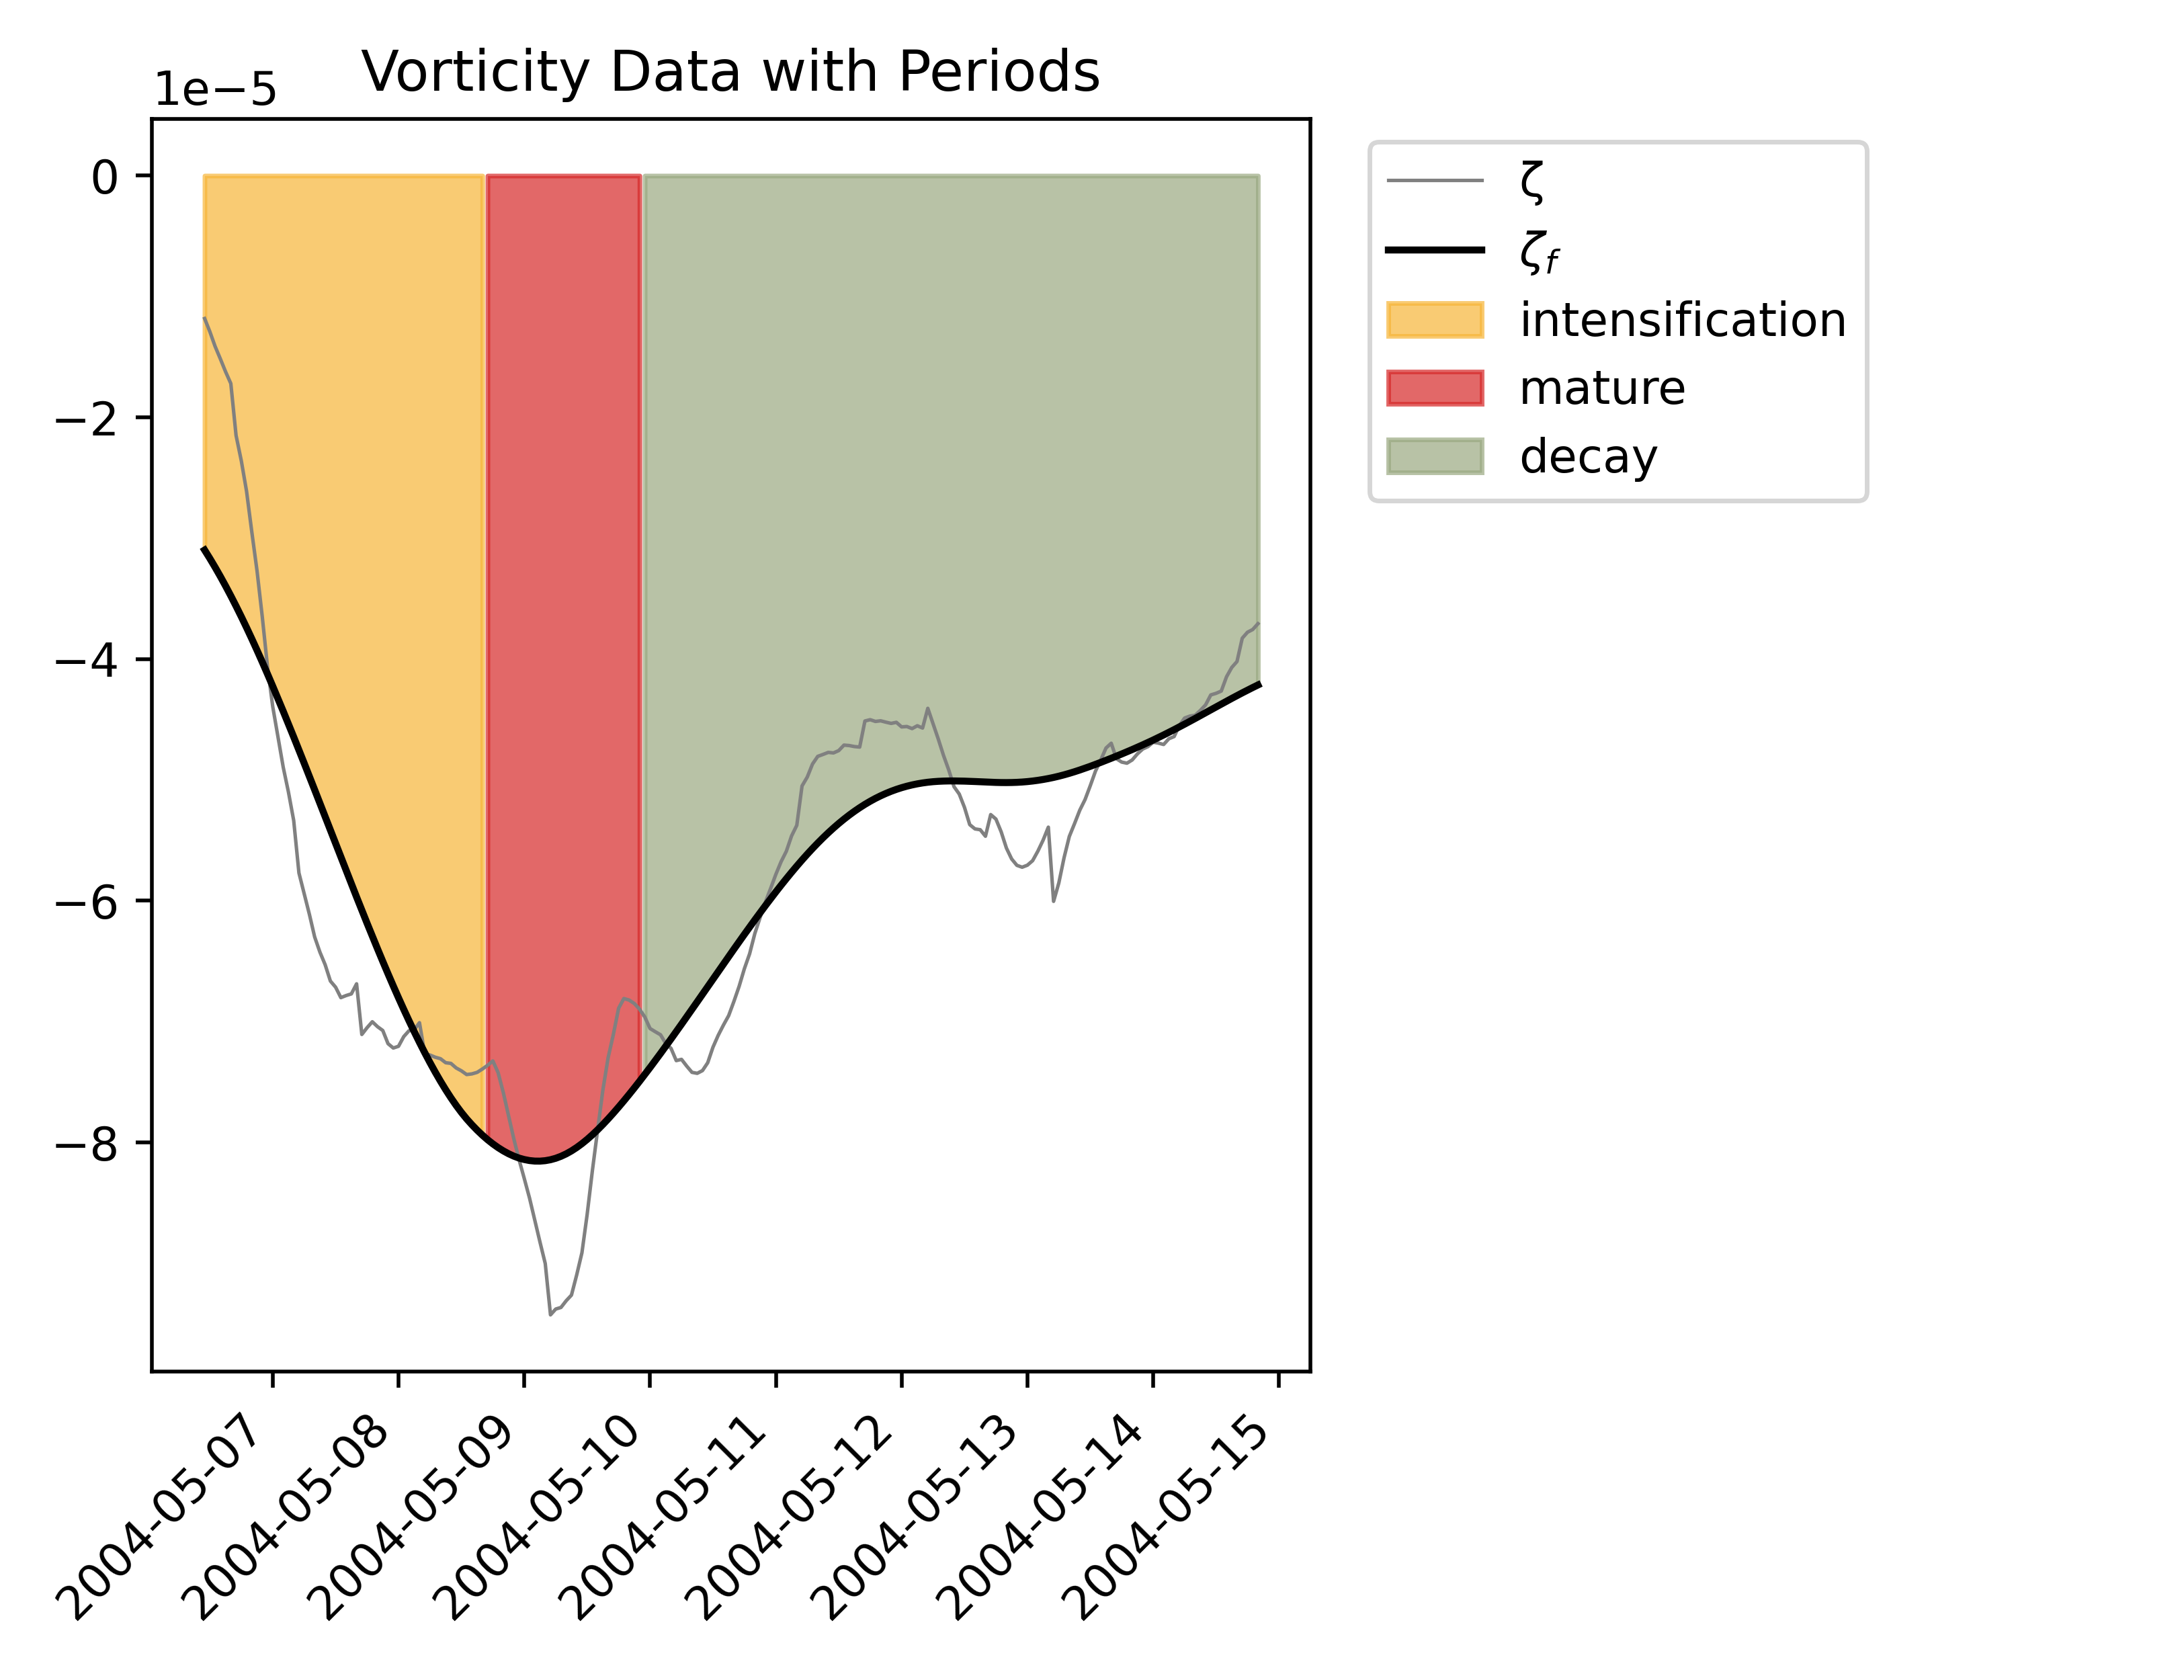 Vorticity Data with Periods
1e−5
0
−2
−4
−6
−8
2004-05-07
2004-05-08
2004-05-09
2004-05-10
2004-05-11
2004-05-12
2004-05-13
2004-05-14
2004-05-15
ζ
ζf
intensification
mature
decay